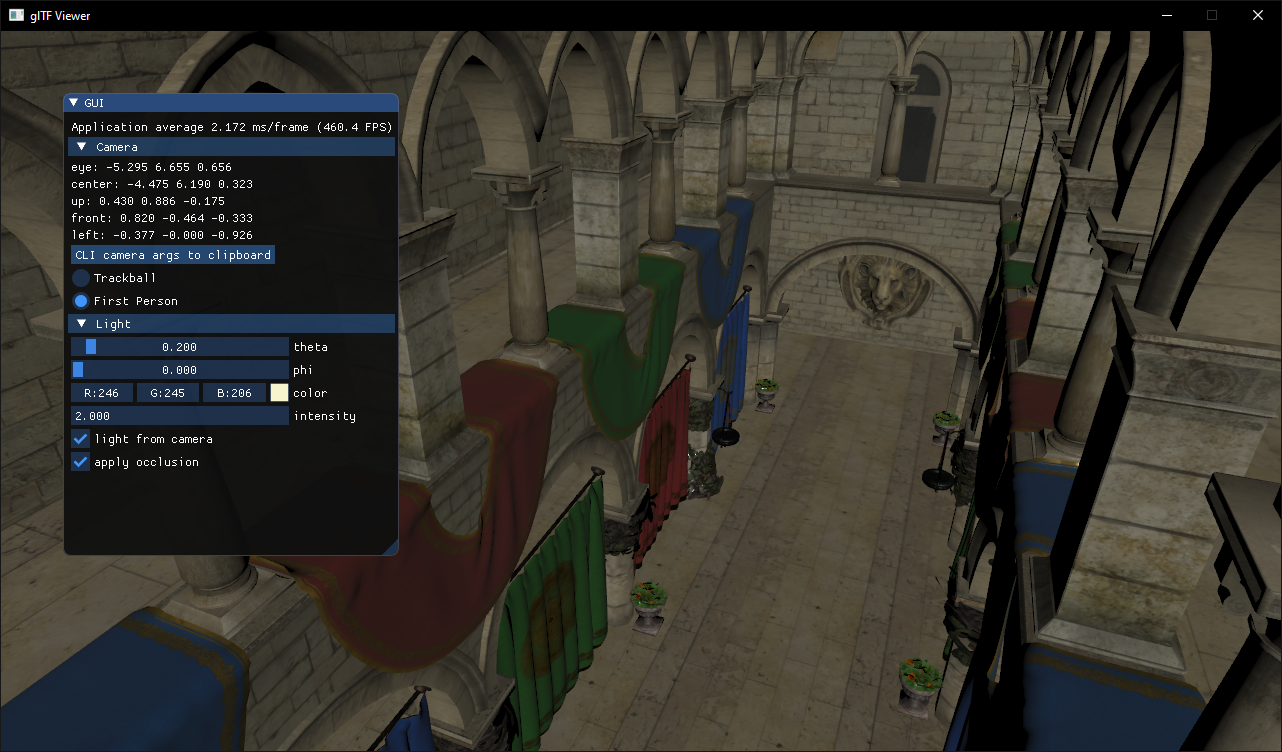 glTF Viewer
GUI
Application average 2.172 ms/frame (460.4 FPS)
Camera
eye: -5.295 6.655 0.656
center: -4.475 6.190 0.323
up: 0.430 0.886 -0.175
front: 0.820 -0.464 -0.333
left: -0.377 -0.000 -0.926
CLI camera args to clipboard
Trackball
First Person
Light
0.200 theta
0.000 phi
R:246 G:245 B:206 color
2.000 intensity
light from camera
apply occlusion